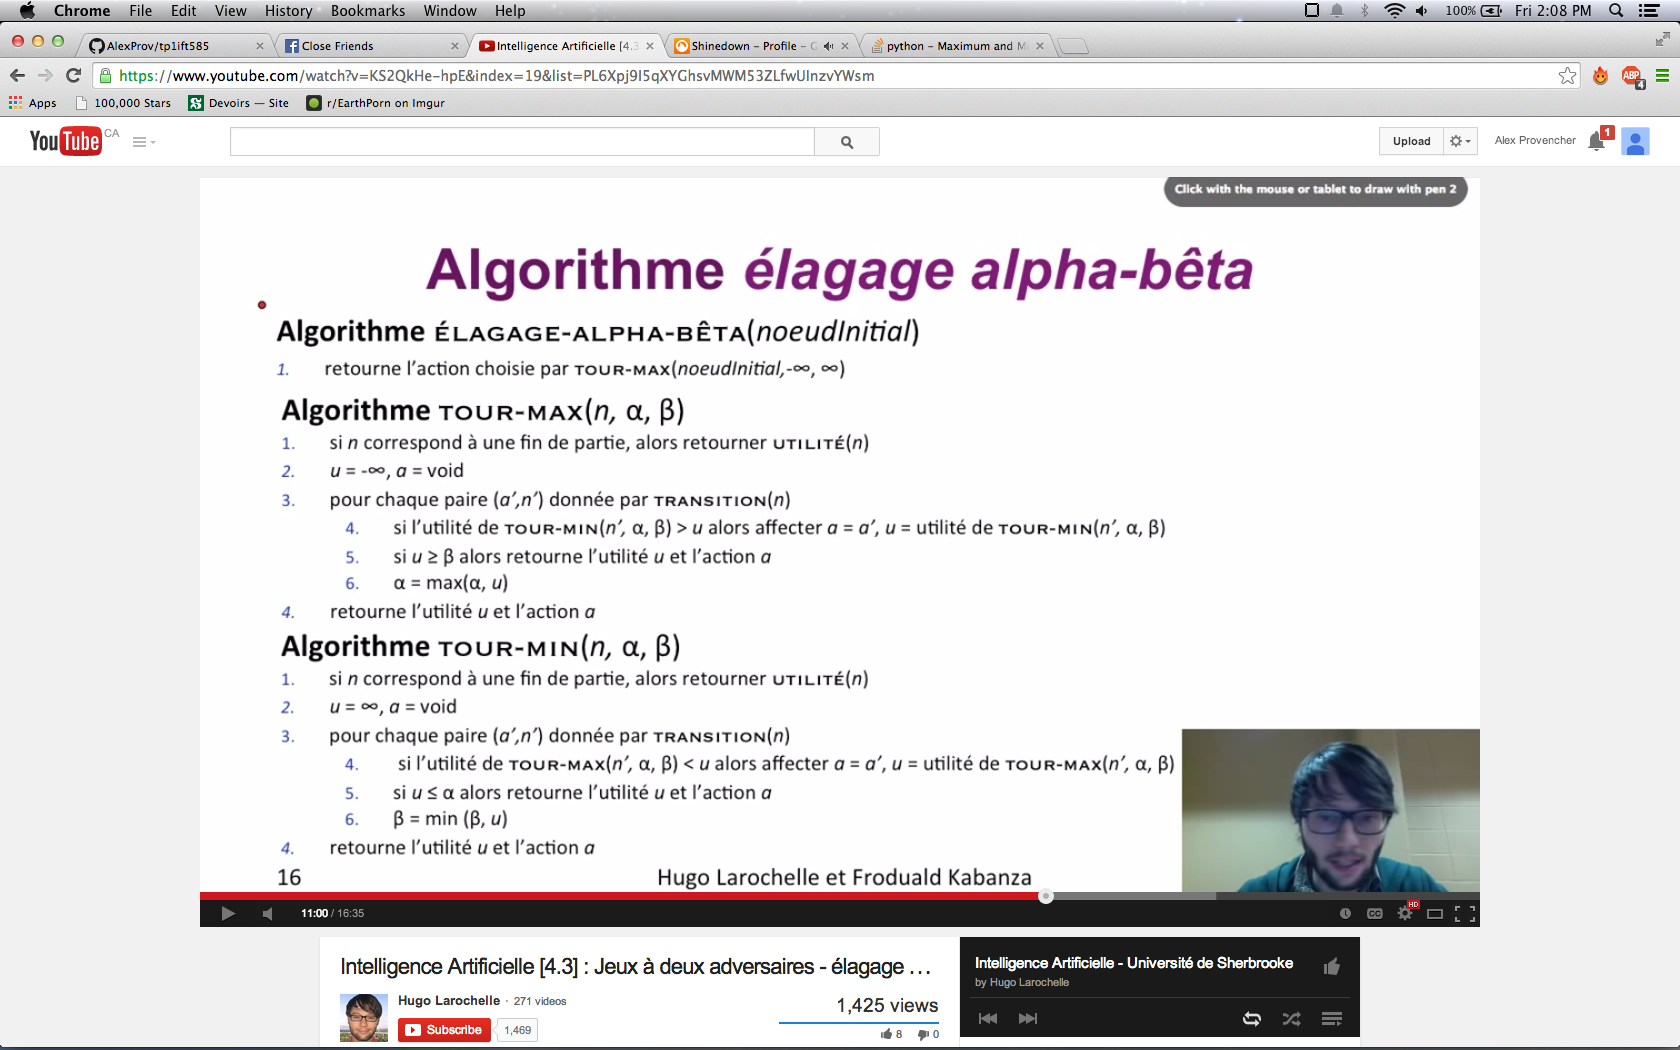 Chrome File Edit View History Bookmarks Window Help 100% Fri 2:08 PM
AlexProv/tp1ift585 Close Friends Intelligence Artificielle [4.3 Shinedown – Profile – G python – Maximum and M
https://www.youtube.com/watch?v=KS2QkHe-hpE&index=19&list=PL6Xpj9I5qXYGhsvMWM53ZLfwUInzvYWsm ABP 4
Apps 100,000 Stars Devoirs — Site r/EarthPorn on Imgur
YouTube CA Upload Alex Provencher 1
Click with the mouse or tablet to draw with pen 2
Algorithme élagage alpha-bêta
Algorithme ÉLAGAGE-ALPHA-BÊTA(noeudInitial)
1. retourne l'action choisie par TOUR-MAX(noeudInitial,-∞, ∞)
Algorithme TOUR-MAX(n, α, β)
1. si n correspond à une fin de partie, alors retourner UTILITÉ(n)
2. u = -∞, a = void
3. pour chaque paire (a',n') donnée par TRANSITION(n)
4. si l'utilité de TOUR-MIN(n', α, β) > u alors affecter a = a', u = utilité de TOUR-MIN(n', α, β)
5. si u ≥ β alors retourne l'utilité u et l'action a
6. α = max(α, u)
4. retourne l'utilité u et l'action a
Algorithme TOUR-MIN(n, α, β)
1. si n correspond à une fin de partie, alors retourner UTILITÉ(n)
2. u = ∞, a = void
3. pour chaque paire (a',n') donnée par TRANSITION(n)
4. si l'utilité de TOUR-MAX(n', α, β) < u alors affecter a = a', u = utilité de TOUR-MAX(n', α, β)
5. si u ≤ α alors retourne l'utilité u et l'action a
6. β = min (β, u)
4. retourne l'utilité u et l'action a
16 Hugo Larochelle et Froduald Kabanza
11:00 / 16:35 CC HD
Intelligence Artificielle [4.3] : Jeux à deux adversaires - élagage ...
Hugo Larochelle · 271 videos
Subscribe 1,469
1,425 views
8 0
Intelligence Artificielle - Université de Sherbrooke
by Hugo Larochelle